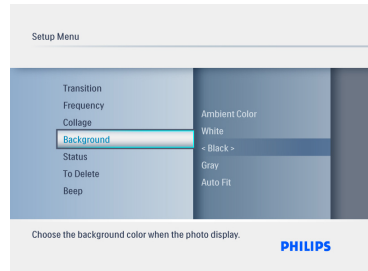 Setup Menu
Transition
Frequency
Collage
Background
Status
To Delete
Beep
Ambient Color
White
< Black >
Gray
Auto Fit
Choose the background color when the photo display.
PHILIPS